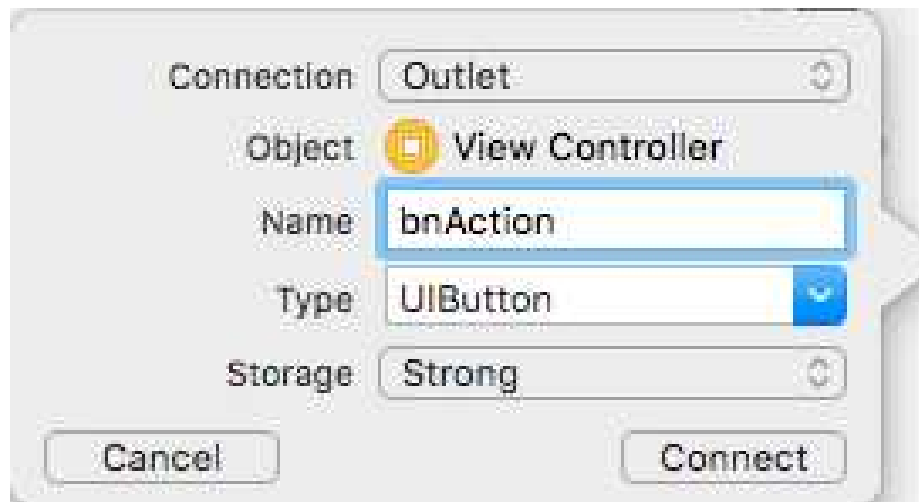 Connection Outlet
Object View Controller
Name bnAction
Type UIButton
Storage Strong
Cancel Connect